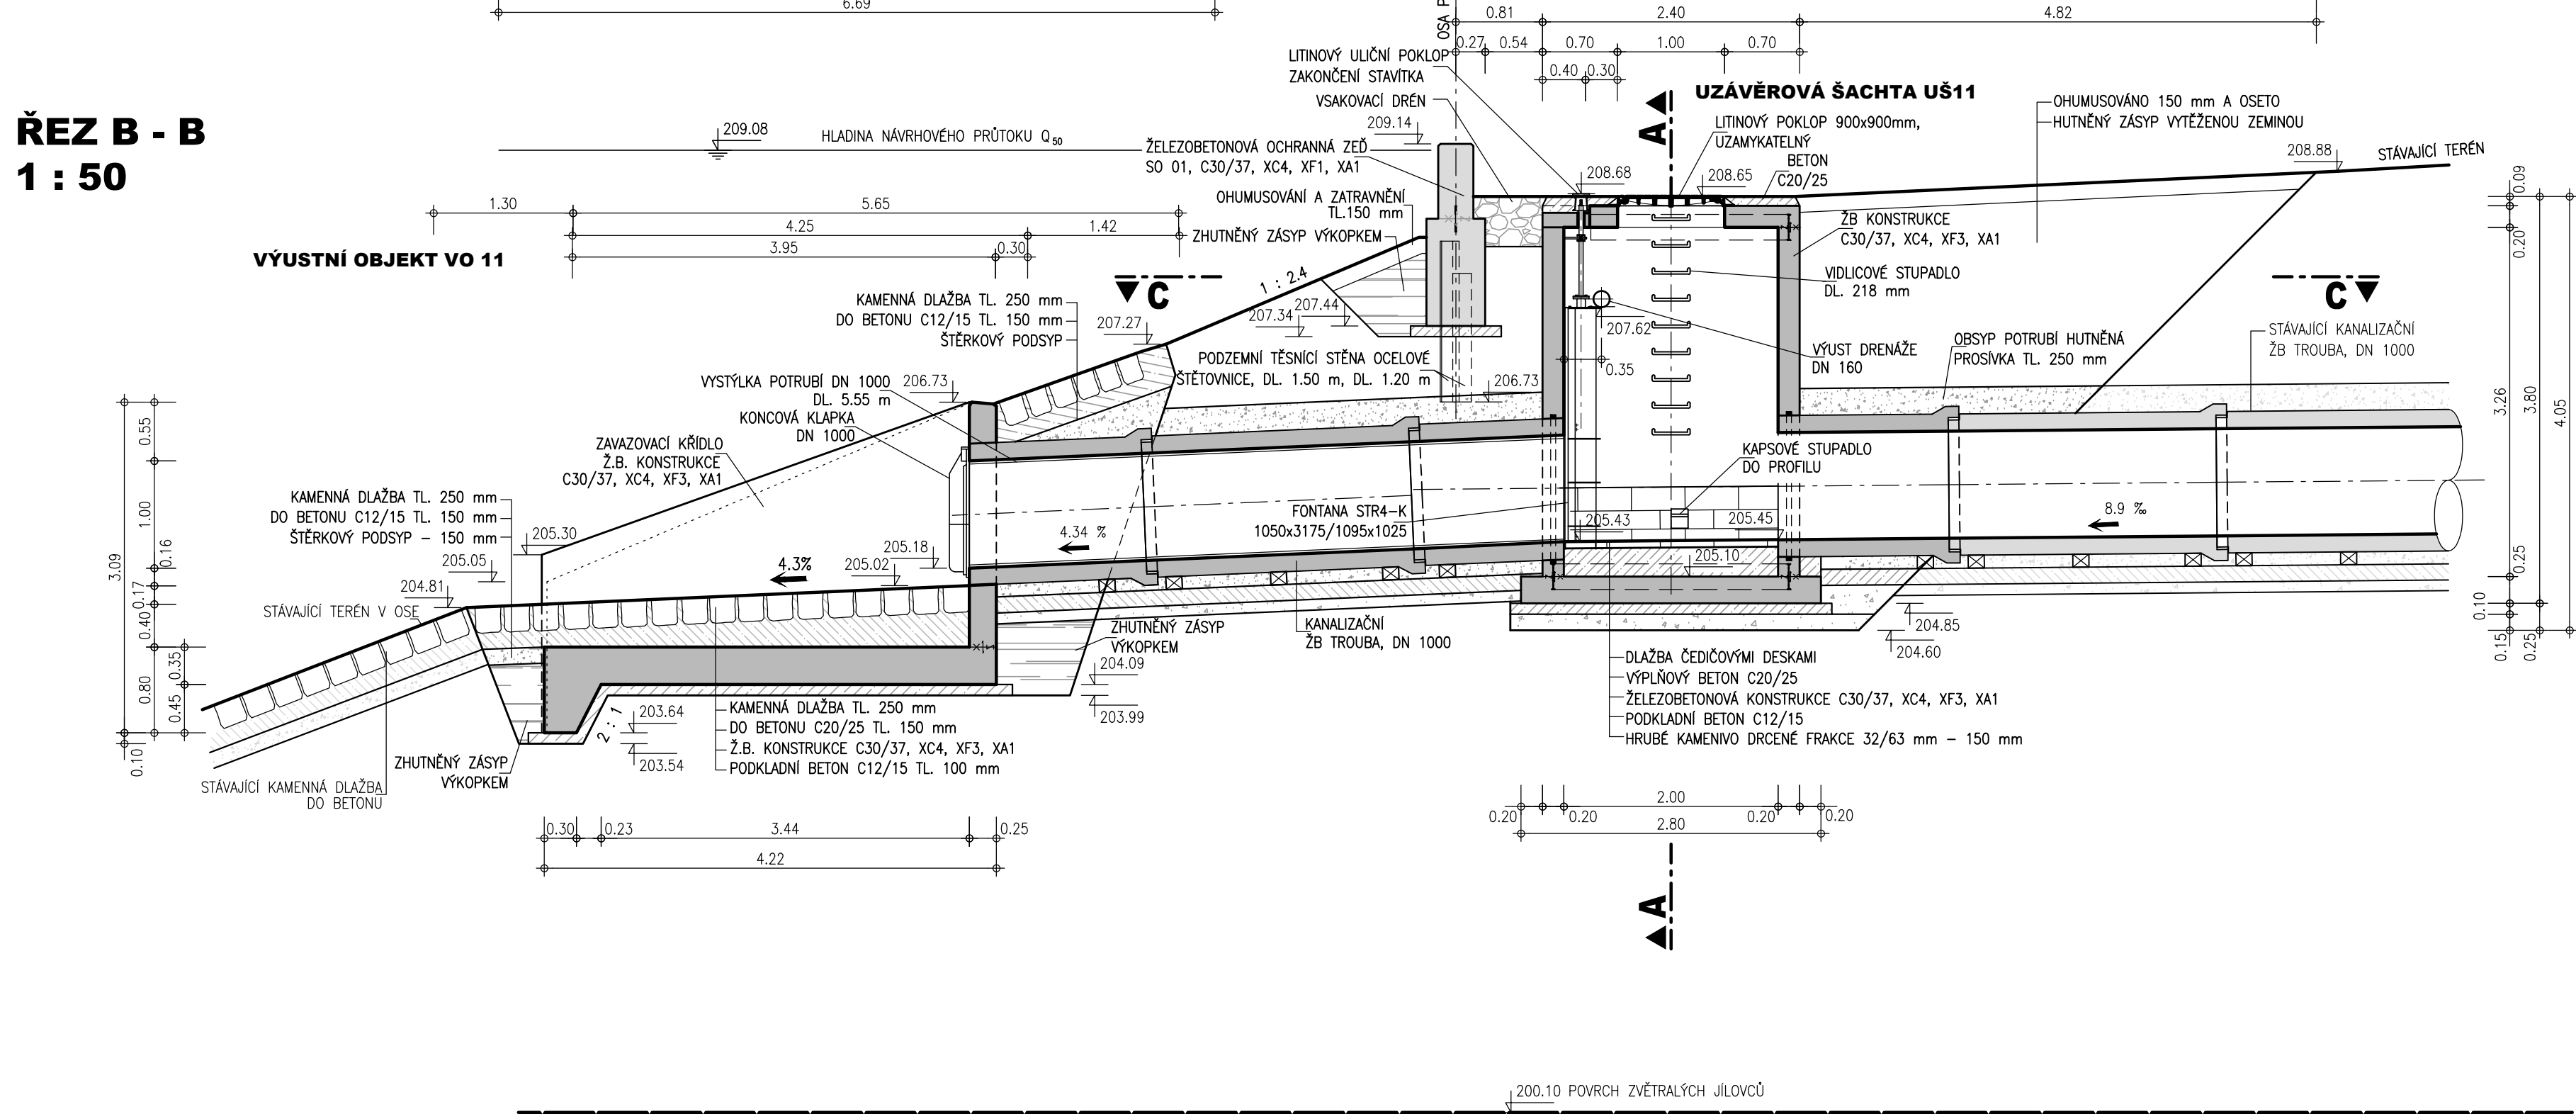 6.69
OSA P
0.81
2.40
4.82
0.27
0.54
0.70
1.00
0.70
0.40
0.30
ŘEZ B - B
1 : 50
209.08
HLADINA NÁVRHOVÉHO PRŮTOKU Q50
LITINOVÝ ULIČNÍ POKLOP
ZAKONČENÍ STAVÍTKA
VSAKOVACÍ DRÉN
209.14
ŽELEZOBETONOVÁ OCHRANNÁ ZEĎ
SO 01, C30/37, XC4, XF1, XA1
OHUMUSOVÁNÍ A ZATRAVNĚNÍ
TL.150 mm
ZHUTNĚNÝ ZÁSYP VÝKOPKEM
A
UZÁVĚROVÁ ŠACHTA UŠ11
LITINOVÝ POKLOP 900x900mm,
UZAMYKATELNÝ
BETON
C20/25
208.68
208.65
OHUMUSOVÁNO 150 mm A OSETO
HUTNĚNÝ ZÁSYP VYTĚŽENOU ZEMINOU
208.88
STÁVAJÍCÍ TERÉN
ŽB KONSTRUKCE
C30/37, XC4, XF3, XA1
VIDLICOVÉ STUPADLO
DL. 218 mm
1.30
5.65
4.25
1.42
3.95
0.30
VÝUSTNÍ OBJEKT VO 11
C
C
1 : 2.4
KAMENNÁ DLAŽBA TL. 250 mm
DO BETONU C12/15 TL. 150 mm
ŠTĚRKOVÝ PODSYP
207.27
207.34
207.44
207.62
0.35
PODZEMNÍ TĚSNÍCÍ STĚNA OCELOVÉ
ŠTĚTOVNICE, DL. 1.50 m, DL. 1.20 m
206.73
VÝUST DRENÁŽE
DN 160
OBSYP POTRUBÍ HUTNĚNÁ
PROSÍVKA TL. 250 mm
STÁVAJÍCÍ KANALIZAČNÍ
ŽB TROUBA, DN 1000
VYSTÝLKA POTRUBÍ DN 1000
DL. 5.55 m
206.73
KONCOVÁ KLAPKA
DN 1000
ZAVAZOVACÍ KŘÍDLO
Ž.B. KONSTRUKCE
C30/37, XC4, XF3, XA1
KAMENNÁ DLAŽBA TL. 250 mm
DO BETONU C12/15 TL. 150 mm
ŠTĚRKOVÝ PODSYP – 150 mm
205.30
205.05
204.81
STÁVAJÍCÍ TERÉN V OSE
4.3%
205.02
205.18
4.34 %
FONTANA STR4–K
1050x3175/1095x1025
205.43
205.45
205.10
KAPSOVÉ STUPADLO
DO PROFILU
8.9 ‰
204.85
204.60
3.09
0.55
1.00
0.16
0.17
0.40
0.80
0.35
0.45
0.10
0.09
0.20
3.26
3.80
4.05
0.25
0.10
0.15
0.25
ZHUTNĚNÝ ZÁSYP
VÝKOPKEM
204.09
203.99
KANALIZAČNÍ
ŽB TROUBA, DN 1000
2 : 1
203.64
203.54
KAMENNÁ DLAŽBA TL. 250 mm
DO BETONU C20/25 TL. 150 mm
Ž.B. KONSTRUKCE C30/37, XC4, XF3, XA1
PODKLADNÍ BETON C12/15 TL. 100 mm
ZHUTNĚNÝ ZÁSYP
VÝKOPKEM
STÁVAJÍCÍ KAMENNÁ DLAŽBA
DO BETONU
DLAŽBA ČEDIČOVÝMI DESKAMI
VÝPLŇOVÝ BETON C20/25
ŽELEZOBETONOVÁ KONSTRUKCE C30/37, XC4, XF3, XA1
PODKLADNÍ BETON C12/15
HRUBÉ KAMENIVO DRCENÉ FRAKCE 32/63 mm – 150 mm
0.30
0.23
3.44
0.25
4.22
2.00
0.20
0.20
0.20
0.20
2.80
A
200.10 POVRCH ZVĚTRALÝCH JÍLOVCŮ